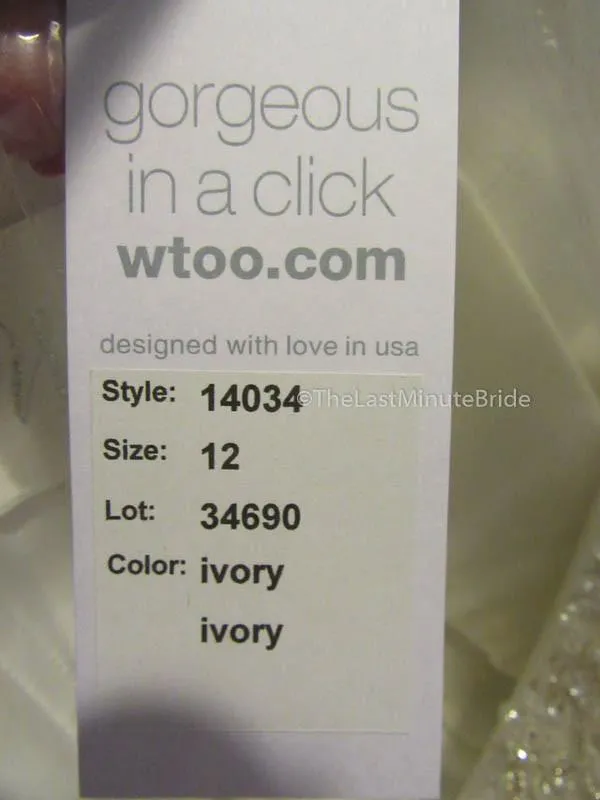 gorgeous
in a click
wtoo.com
designed with love in usa
Style: 14034
©TheLastMinuteBride
Size: 12
Lot: 34690
Color: ivory
ivory